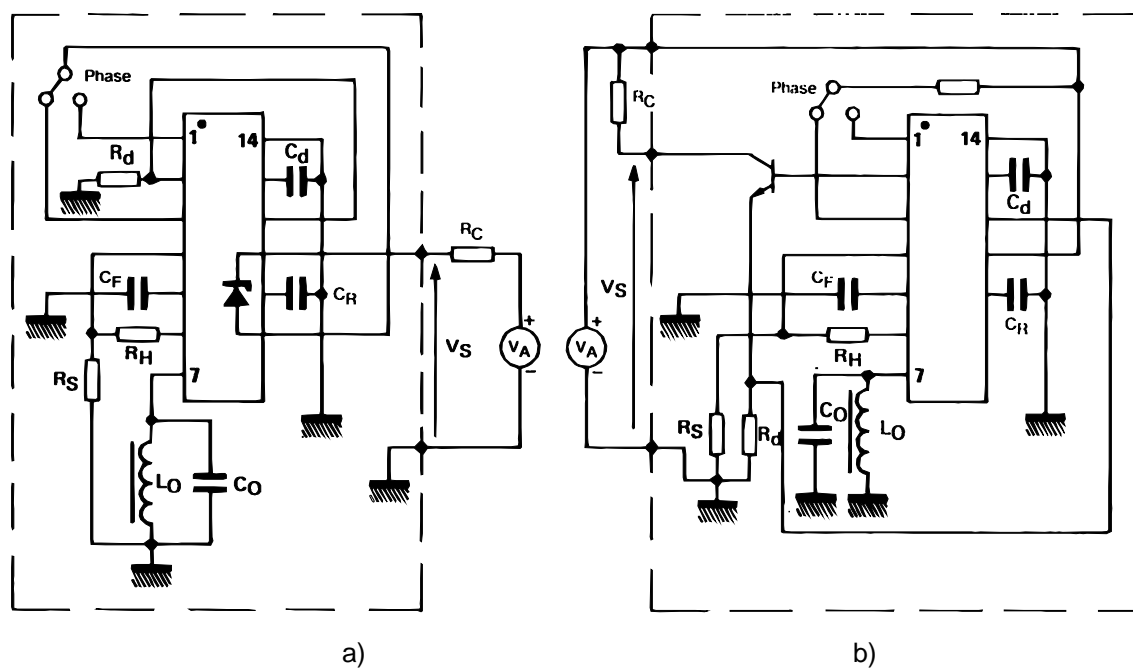 Phase
1
14
Rd
Cd
RC
CF
CR
RH
VS
+
VA
-
RS
7
LO
CO
a)
RC
Phase
1
14
Cd
VS
CF
+
VA
-
RH
CR
7
CO
RS
Rd
LO
b)